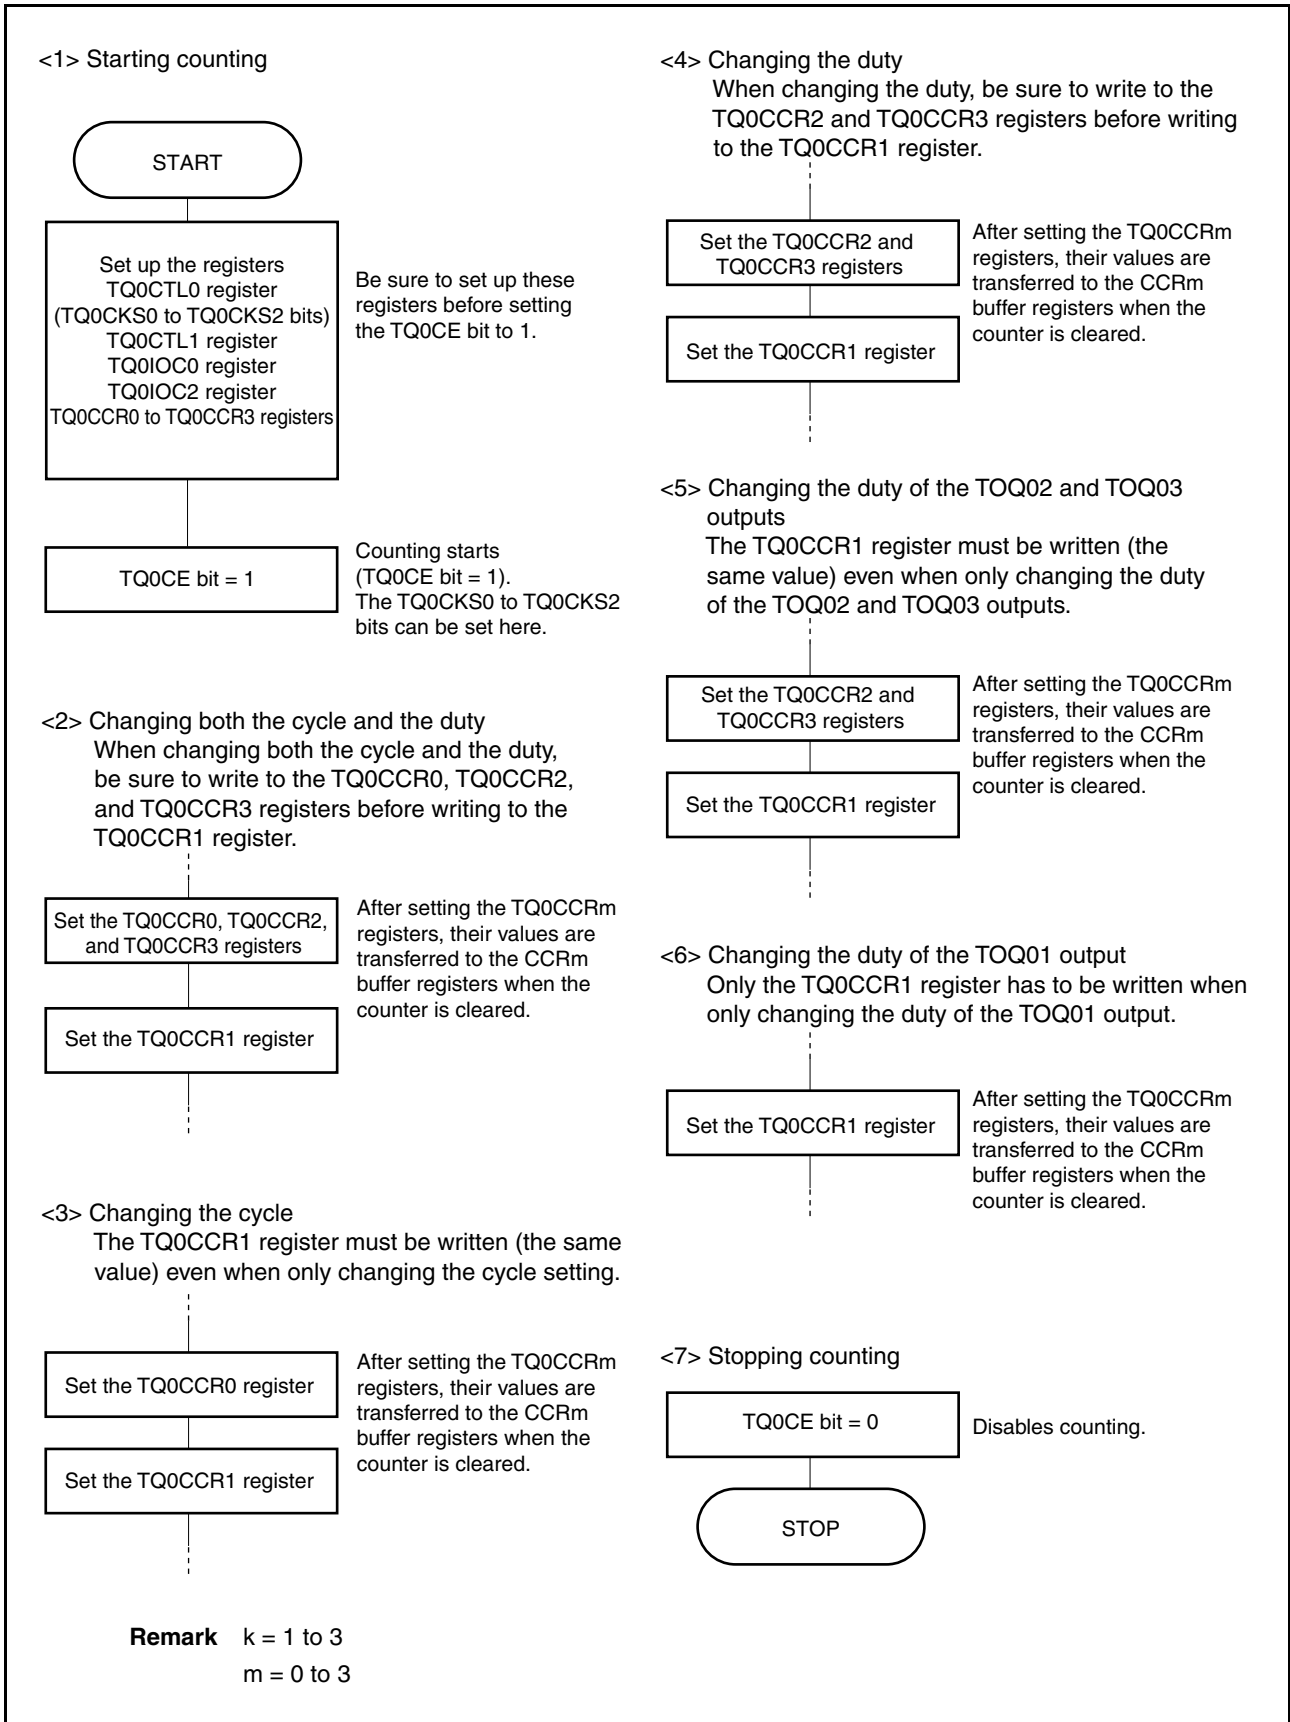 <1> Starting counting
START
Set up the registers
TQ0CTL0 register
(TQ0CKS0 to TQ0CKS2 bits)
TQ0CTL1 register
TQ0IOC0 register
TQ0IOC2 register
TQ0CCR0 to TQ0CCR3 registers
Be sure to set up these
registers before setting
the TQ0CE bit to 1.
TQ0CE bit = 1
Counting starts
(TQ0CE bit = 1).
The TQ0CKS0 to TQ0CKS2
bits can be set here.
<2> Changing both the cycle and the duty
When changing both the cycle and the duty,
be sure to write to the TQ0CCR0, TQ0CCR2,
and TQ0CCR3 registers before writing to the
TQ0CCR1 register.
Set the TQ0CCR0, TQ0CCR2,
and TQ0CCR3 registers
After setting the TQ0CCRm
registers, their values are
transferred to the CCRm
buffer registers when the
counter is cleared.
Set the TQ0CCR1 register
<3> Changing the cycle
The TQ0CCR1 register must be written (the same
value) even when only changing the cycle setting.
Set the TQ0CCR0 register
After setting the TQ0CCRm
registers, their values are
transferred to the CCRm
buffer registers when the
counter is cleared.
Set the TQ0CCR1 register
<4> Changing the duty
When changing the duty, be sure to write to the
TQ0CCR2 and TQ0CCR3 registers before writing
to the TQ0CCR1 register.
Set the TQ0CCR2 and
TQ0CCR3 registers
After setting the TQ0CCRm
registers, their values are
transferred to the CCRm
buffer registers when the
counter is cleared.
Set the TQ0CCR1 register
<5> Changing the duty of the TOQ02 and TOQ03
outputs
The TQ0CCR1 register must be written (the
same value) even when only changing the duty
of the TOQ02 and TOQ03 outputs.
Set the TQ0CCR2 and
TQ0CCR3 registers
After setting the TQ0CCRm
registers, their values are
transferred to the CCRm
buffer registers when the
counter is cleared.
Set the TQ0CCR1 register
<6> Changing the duty of the TOQ01 output
Only the TQ0CCR1 register has to be written when
only changing the duty of the TOQ01 output.
Set the TQ0CCR1 register
After setting the TQ0CCRm
registers, their values are
transferred to the CCRm
buffer registers when the
counter is cleared.
<7> Stopping counting
TQ0CE bit = 0
Disables counting.
STOP
Remark k = 1 to 3
m = 0 to 3